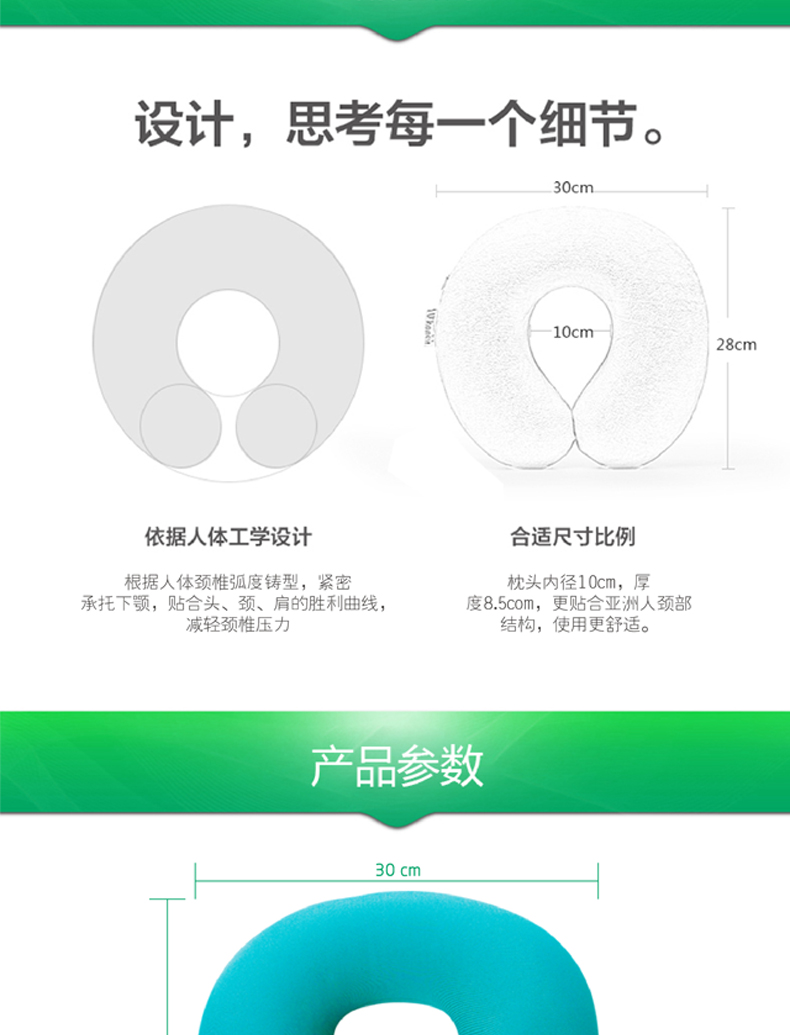 设计，思考每一个细节。
30cm
10cm
28cm
依据人体工学设计
合适尺寸比例
根据人体颈椎弧度铸型，紧密
承托下颚，贴合头、颈、肩的胜利曲线，
减轻颈椎压力
枕头内径10cm，厚
度8.5com，更贴合亚洲人颈部
结构，使用更舒适。
产品参数
30 cm